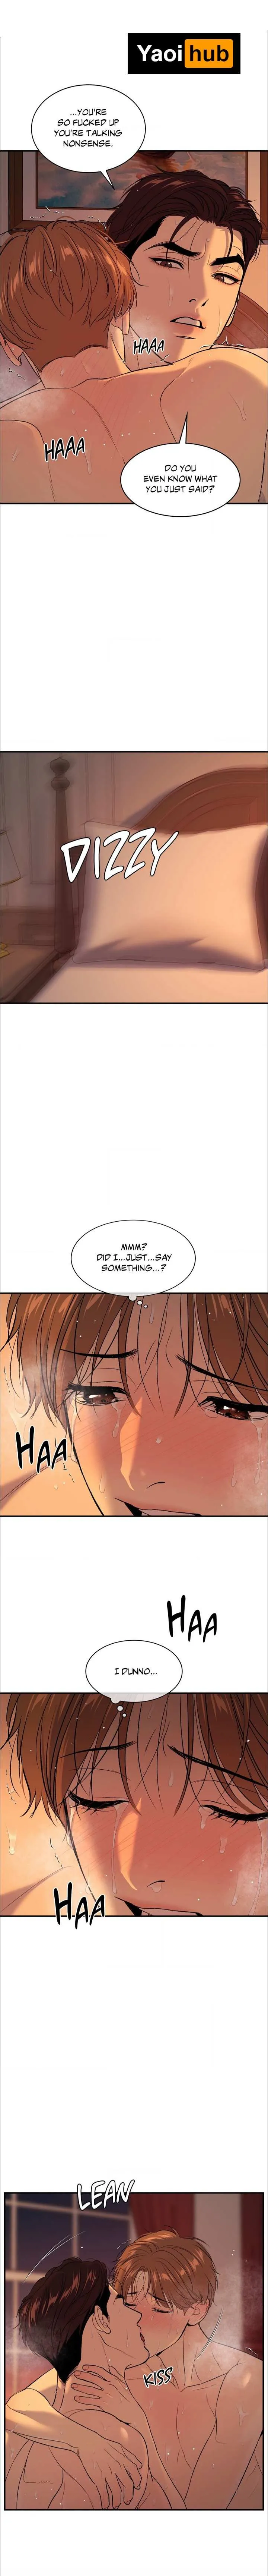 Yaoi hub
...YOU'RE
SO FUCKED UP
YOU'RE TALKING
NONSENSE.
HAAA
HAAA
DO YOU
EVEN KNOW WHAT
YOU JUST SAID?
DIZZY
MMM?
DID I...JUST...SAY
SOMETHING...?
HAA
HAA
I DUNNO...
HAA
LEAN
KISS